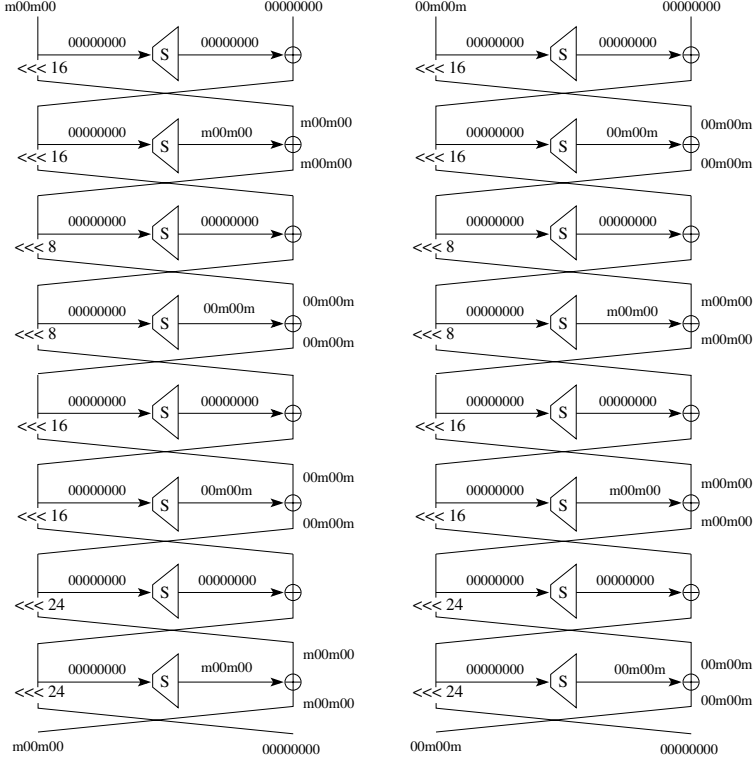 m00m00 00000000 00m00m 00000000
00000000 S 00000000 00000000 S 00000000
<<< 16 <<< 16
m00m00 00m00m
00000000 S m00m00 00000000 S 00m00m
<<< 16 m00m00 <<< 16 00m00m
00000000 S 00000000 00000000 S 00000000
<<< 8 <<< 8
00m00m m00m00
00000000 S 00m00m 00000000 S m00m00
<<< 8 00m00m <<< 8 m00m00
00000000 S 00000000 00000000 S 00000000
<<< 16 <<< 16
00m00m m00m00
00000000 S 00m00m 00000000 S m00m00
<<< 16 00m00m <<< 16 m00m00
00000000 S 00000000 00000000 S 00000000
<<< 24 <<< 24
m00m00 00m00m
00000000 S m00m00 00000000 S 00m00m
<<< 24 m00m00 <<< 24 00m00m
m00m00 00000000 00m00m 00000000